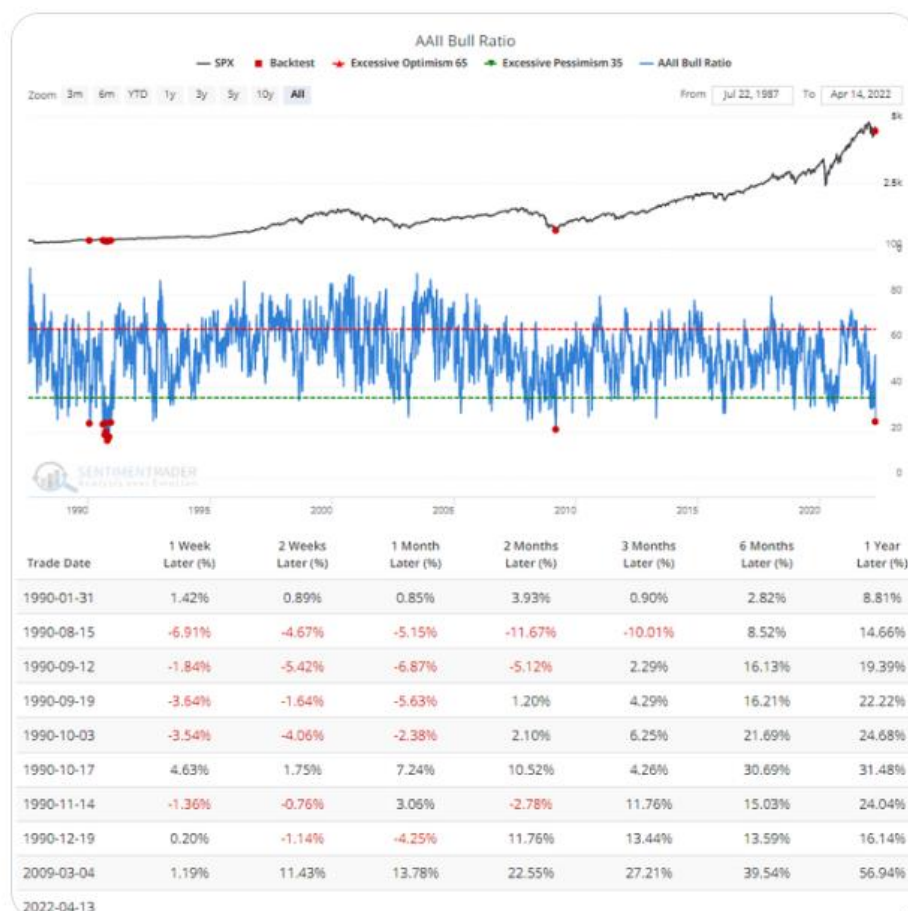 AAII Bull Ratio
SPX Backtest Excessive Optimism 65 Excessive Pessimism 35 AAII Bull Ratio
Zoom 3m 6m YTD 1y 3y 5y 10y All From Jul 22, 1987 To Apr 14, 2022
5k
2.5k
100
0
80
60
40
20
0
SENTIMENTRADER
Analysis over Emotion
1990 1995 2000 2005 2010 2015 2020
Trade Date 1 Week Later (%) 2 Weeks Later (%) 1 Month Later (%) 2 Months Later (%) 3 Months Later (%) 6 Months Later (%) 1 Year Later (%)
1990-01-31 1.42% 0.89% 0.85% 3.93% 0.90% 2.82% 8.81%
1990-08-15 -6.91% -4.67% -5.15% -11.67% -10.01% 8.52% 14.66%
1990-09-12 -1.84% -5.42% -6.87% -5.12% 2.29% 16.13% 19.39%
1990-09-19 -3.64% -1.64% -5.63% 1.20% 4.29% 16.21% 22.22%
1990-10-03 -3.54% -4.06% -2.38% 2.10% 6.25% 21.69% 24.68%
1990-10-17 4.63% 1.75% 7.24% 10.52% 4.26% 30.69% 31.48%
1990-11-14 -1.36% -0.76% 3.06% -2.78% 11.76% 15.03% 24.04%
1990-12-19 0.20% -1.14% -4.25% 11.76% 13.44% 13.59% 16.14%
2009-03-04 1.19% 11.43% 13.78% 22.55% 27.21% 39.54% 56.94%
2022-04-13